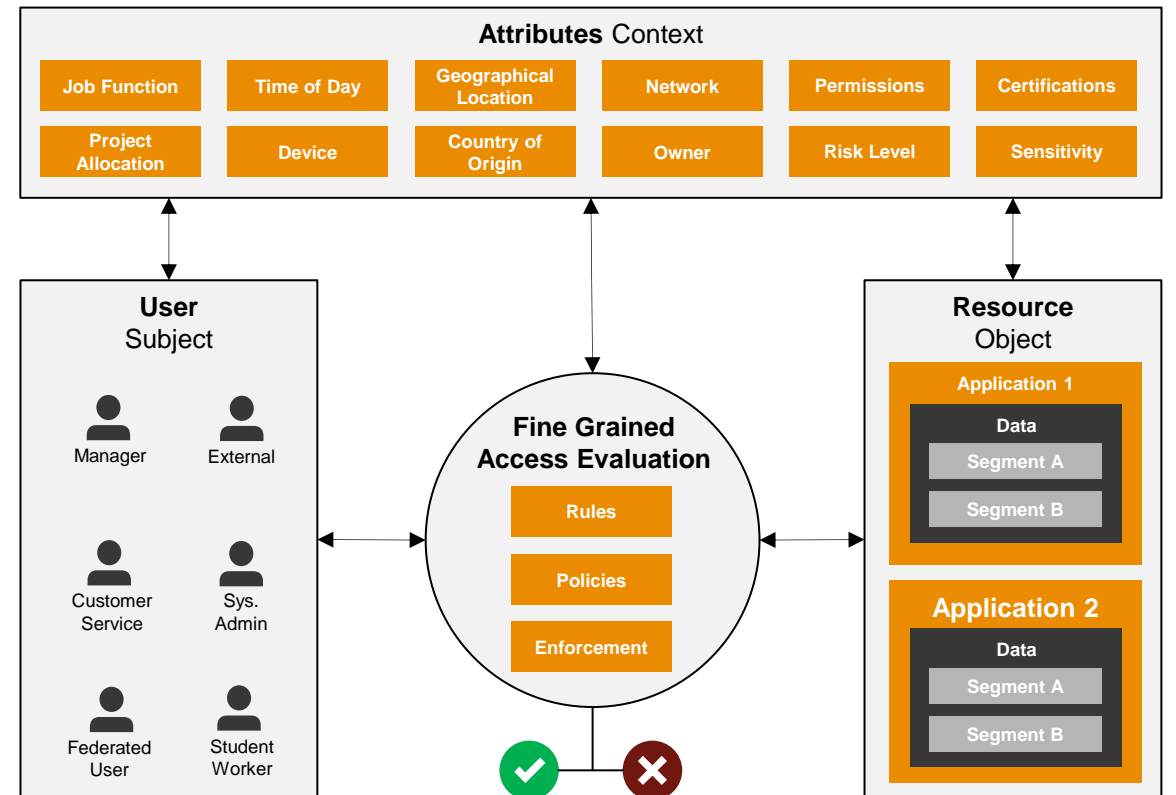 Attributes Context
Job Function
Time of Day
Geographical
Location
Network
Permissions
Certifications
Project
Allocation
Device
Country of
Origin
Owner
Risk Level
Sensitivity
User
Subject
Manager
External
Customer
Service
Sys.
Admin
Federated
User
Student
Worker
Fine Grained
Access Evaluation
Rules
Policies
Enforcement
Resource
Object
Application 1
Data
Segment A
Segment B
Application 2
Data
Segment A
Segment B